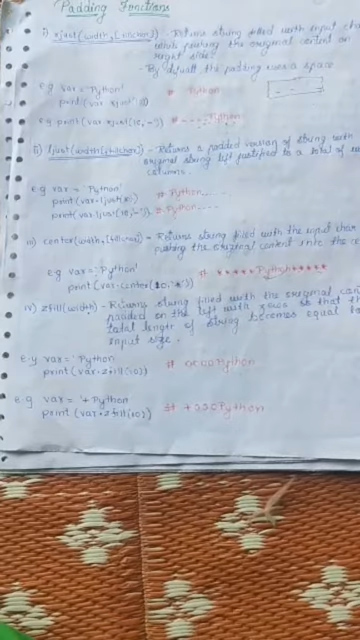 Padding Functions
i) rjust(width,[fillchar]) - Returns string filled with input char
while pushing the original content on
right side.
- By default the padding uses a space.
e.g var = 'Python'
print(var.rjust(10)) # Python
e.g print(var.rjust(10,'-')) # ----Python
ii) ljust(width,[fillchar]) - Returns a padded version of string with
original string left justified to a total of
columns.
e.g var = 'Python'
print(var.ljust(10)) # Python....
print(var.ljust(10,'-')) # Python....
iii) center(width,[fillchar]) - Returns string filled with the input char
pushing the original content into the
e.g var = 'Python'
print(var.center(20,'*')) # *****Python*****
iv) zfill(width) - Returns string filled with the original
padded on the left with zeros so that
total length of string becomes equal to
input size.
e.g var = 'Python
print(var.zfill(10)) # 0000Python
e.g var = '+Python
print(var.zfill(10)) # +000Python